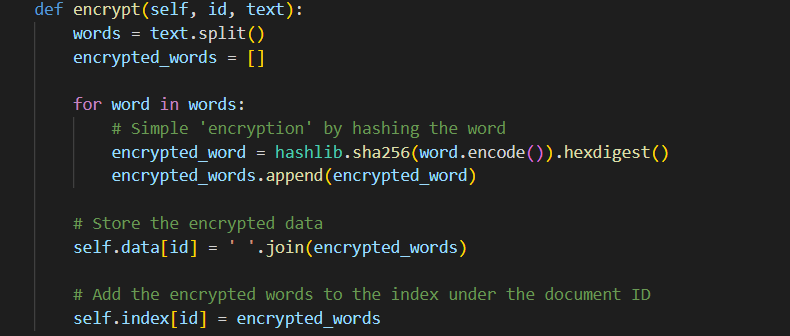 def encrypt(self, id, text):
words = text.split()
encrypted_words = []
for word in words:
# Simple 'encryption' by hashing the word
encrypted_word = hashlib.sha256(word.encode()).hexdigest()
encrypted_words.append(encrypted_word)
# Store the encrypted data
self.data[id] = ' '.join(encrypted_words)
# Add the encrypted words to the index under the document ID
self.index[id] = encrypted_words